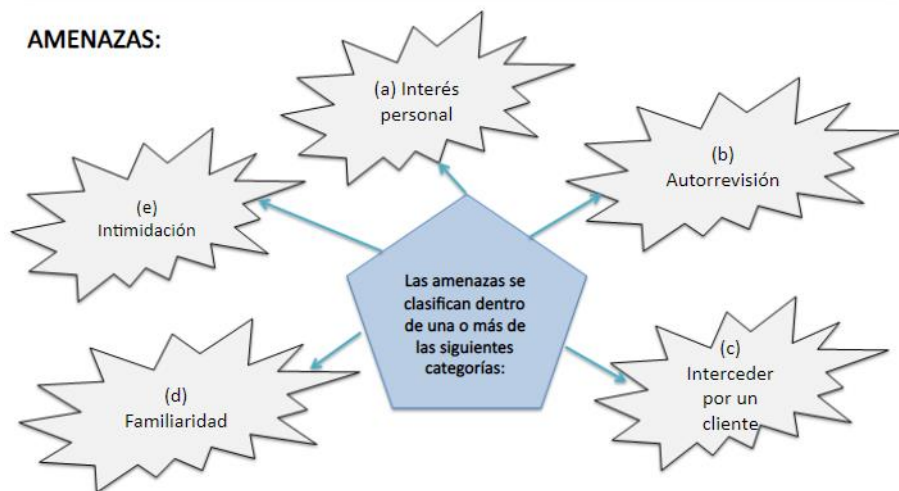 AMENAZAS:
(a) Interés
personal
(b)
Autorrevisión
(e)
Intimidación
Las amenazas se
clasifican dentro
de una o más de
las siguientes
categorías:
(c)
Interceder
por un
cliente
(d)
Familiaridad